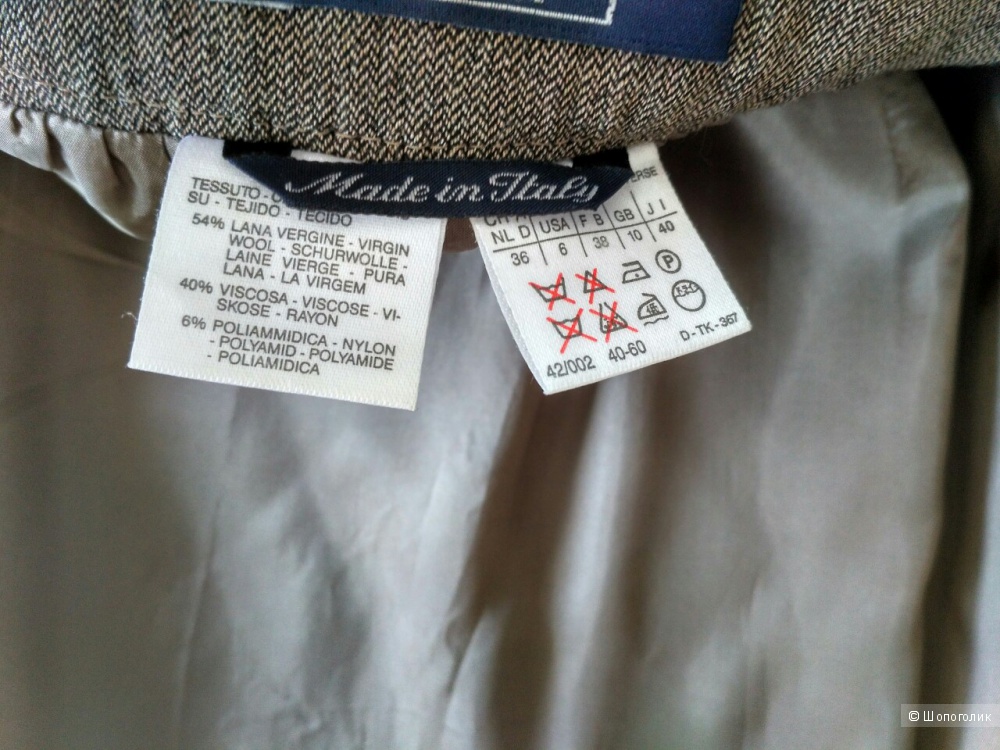 Made in Italy
TESSUTO -
SU - TEJIDO - TECIDO
54% LANA VERGINE - VIRGIN
WOOL - SCHURWOLLE -
LAINE VIERGE - PURA
LANA - LA VIRGEM
40% VISCOSA - VISCOSE - VI-
SKOSE - RAYON
6% POLIAMMIDICA - NYLON
- POLYAMID - POLYAMIDE
- POLIAMIDICA
NL D USA F B GB J I
36 6 38 10 40
P
42/002 40-60 D-TK-367
© Шопоголик